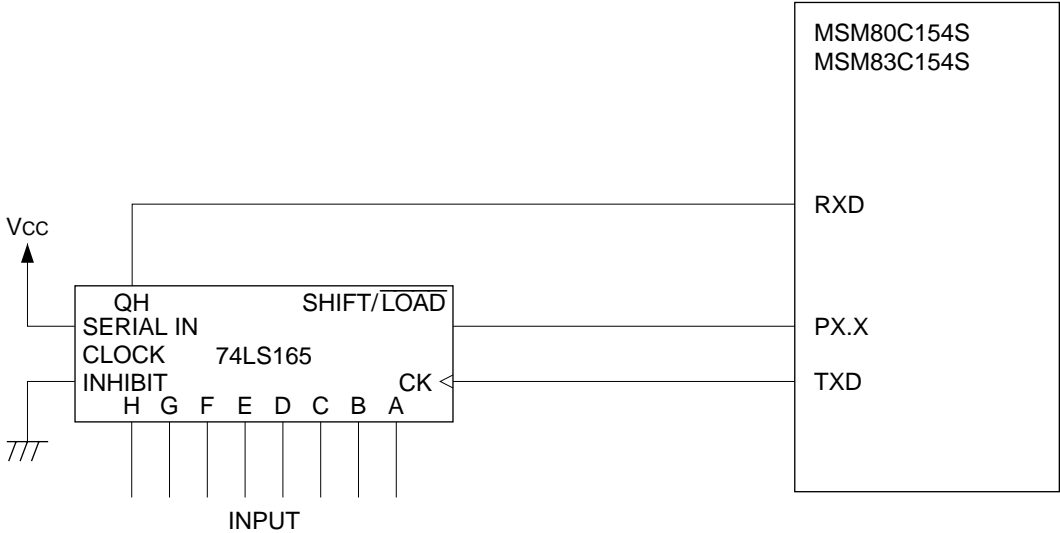 MSM80C154S
MSM83C154S
RXD
VCC
QH SHIFT/LOAD
SERIAL IN PX.X
CLOCK 74LS165
INHIBIT CK TXD
H G F E D C B A
INPUT